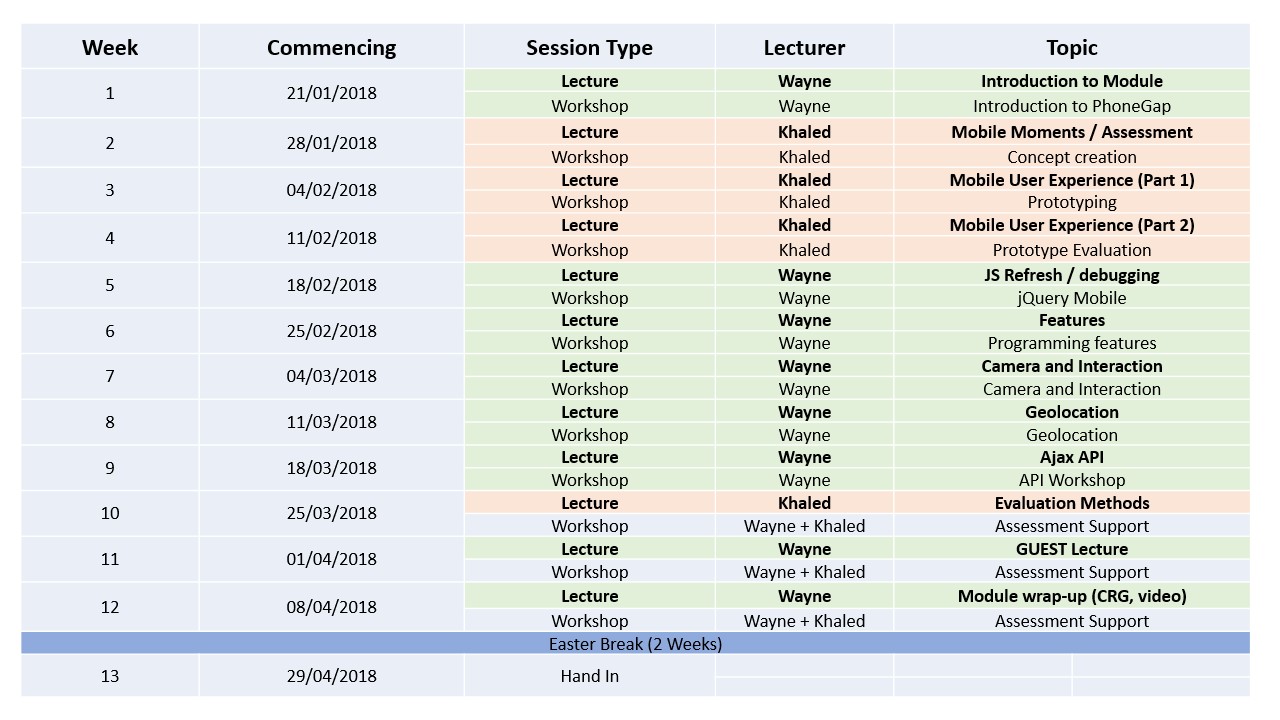 Week Commencing Session Type Lecturer Topic
1 21/01/2018 Lecture Wayne Introduction to Module
Workshop Wayne Introduction to PhoneGap
2 28/01/2018 Lecture Khaled Mobile Moments / Assessment
Workshop Khaled Concept creation
3 04/02/2018 Lecture Khaled Mobile User Experience (Part 1)
Workshop Khaled Prototyping
4 11/02/2018 Lecture Khaled Mobile User Experience (Part 2)
Workshop Khaled Prototype Evaluation
5 18/02/2018 Lecture Wayne JS Refresh / debugging
Workshop Wayne jQuery Mobile
6 25/02/2018 Lecture Wayne Features
Workshop Wayne Programming features
7 04/03/2018 Lecture Wayne Camera and Interaction
Workshop Wayne Camera and Interaction
8 11/03/2018 Lecture Wayne Geolocation
Workshop Wayne Geolocation
9 18/03/2018 Lecture Wayne Ajax API
Workshop Wayne API Workshop
10 25/03/2018 Lecture Khaled Evaluation Methods
Workshop Wayne + Khaled Assessment Support
11 01/04/2018 Lecture Wayne GUEST Lecture
Workshop Wayne + Khaled Assessment Support
12 08/04/2018 Lecture Wayne Module wrap-up (CRG, video)
Workshop Wayne + Khaled Assessment Support
Easter Break (2 Weeks)
13 29/04/2018 Hand In